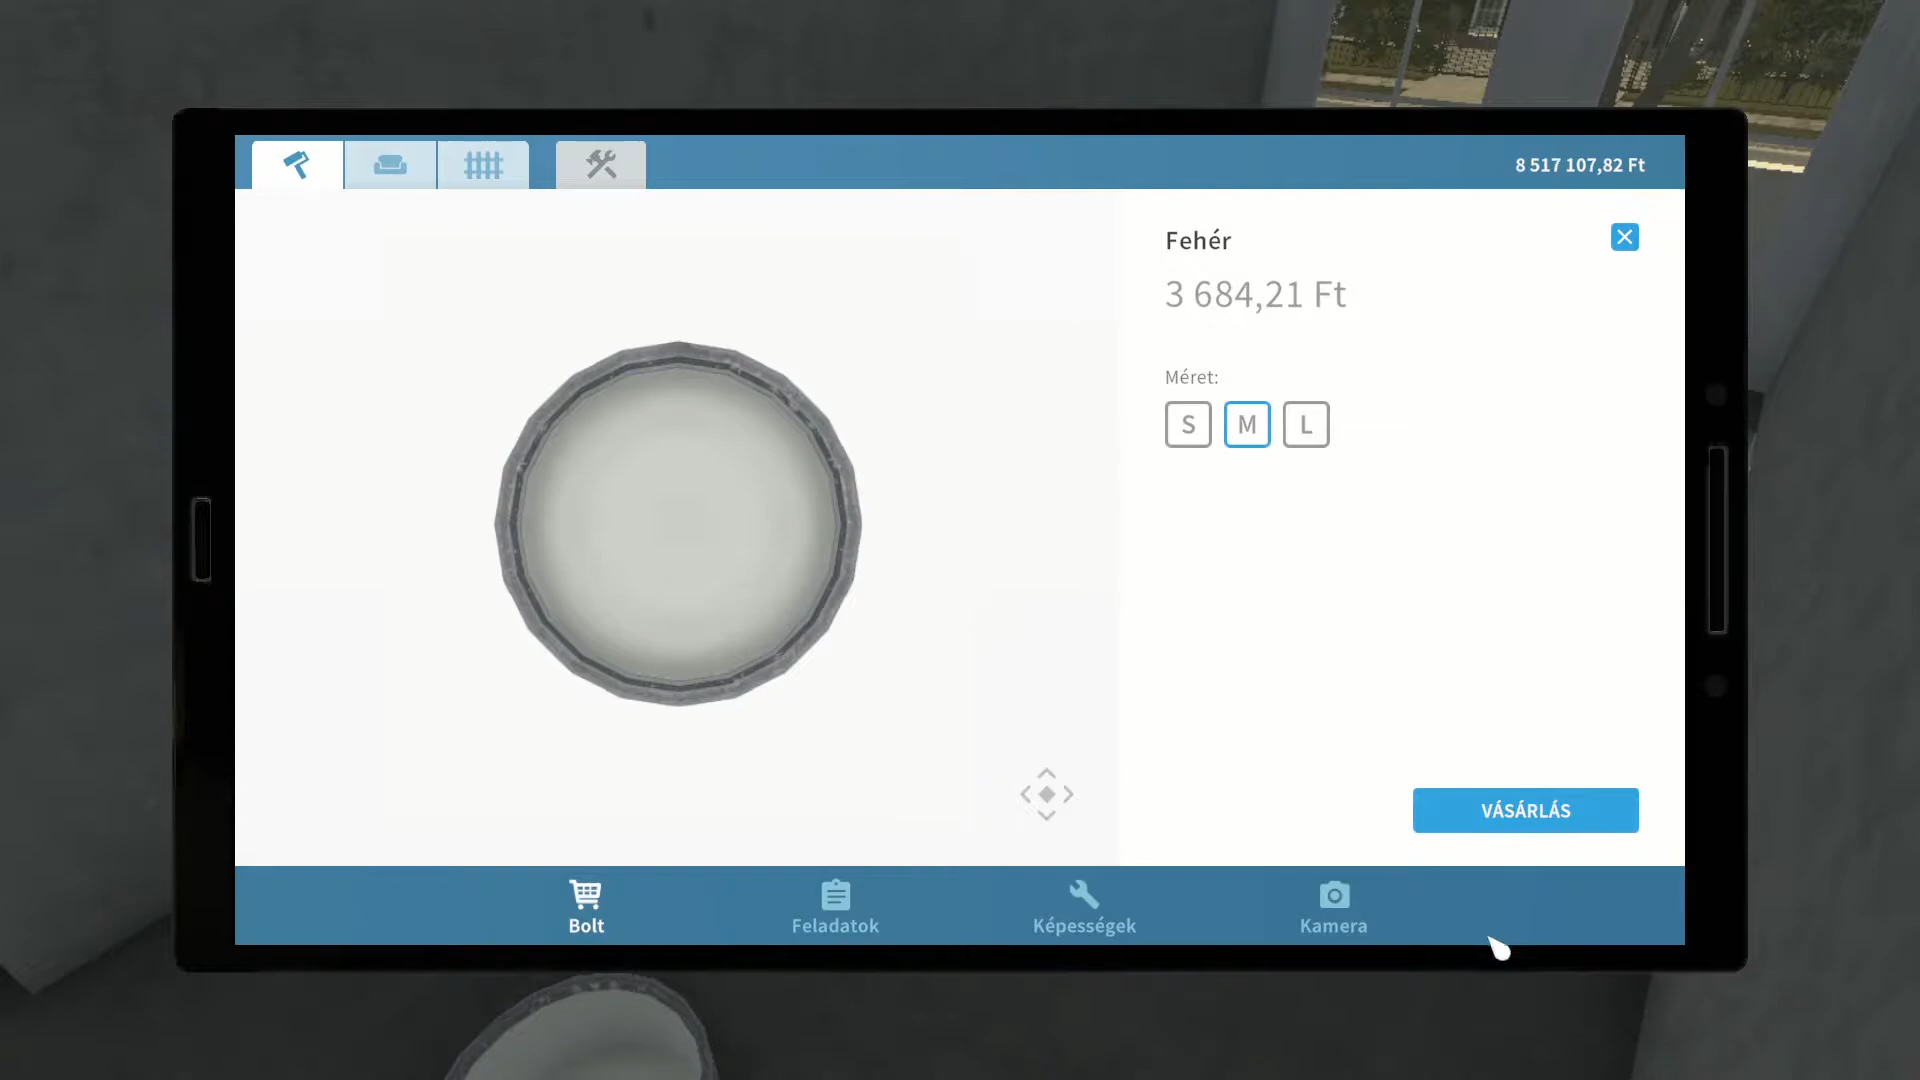 8 517 107,82 Ft
Fehér
3 684,21 Ft
Méret:
S M L
VÁSÁRLÁS
Bolt Feladatok Képességek Kamera